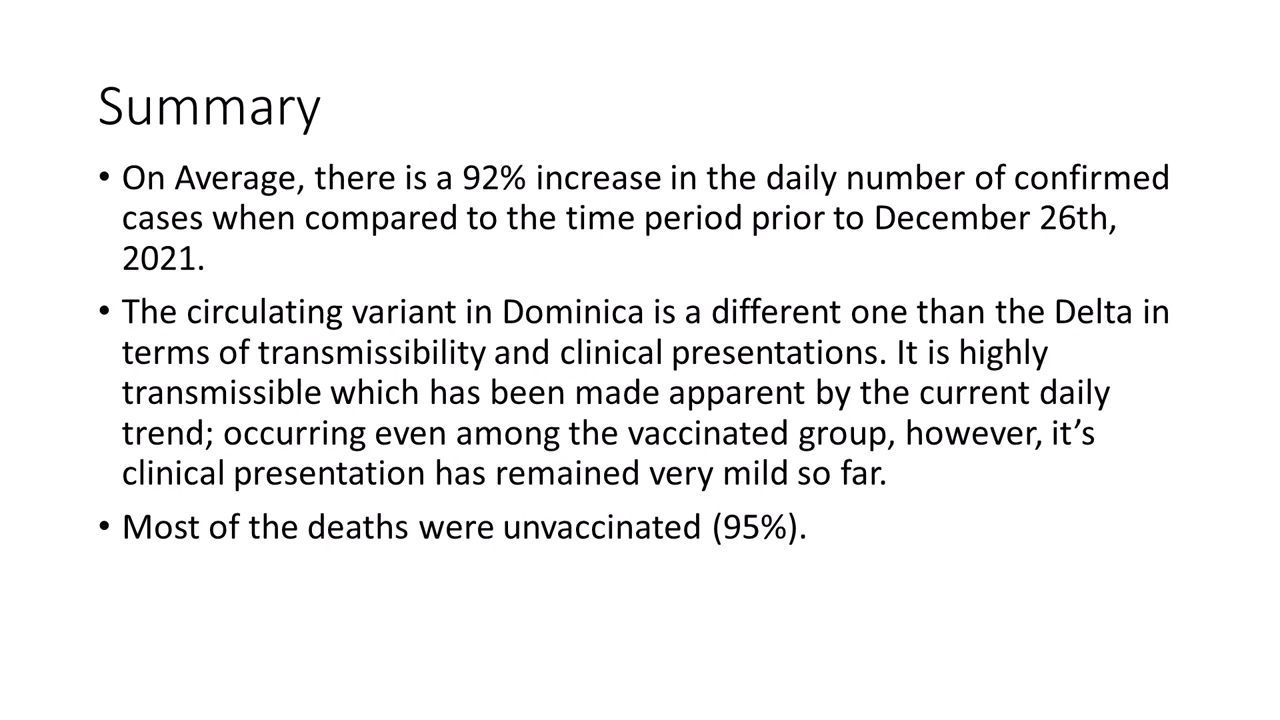 Summary
• On Average, there is a 92% increase in the daily number of confirmed
cases when compared to the time period prior to December 26th,
2021.
• The circulating variant in Dominica is a different one than the Delta in
terms of transmissibility and clinical presentations. It is highly
transmissible which has been made apparent by the current daily
trend; occurring even among the vaccinated group, however, it’s
clinical presentation has remained very mild so far.
• Most of the deaths were unvaccinated (95%).